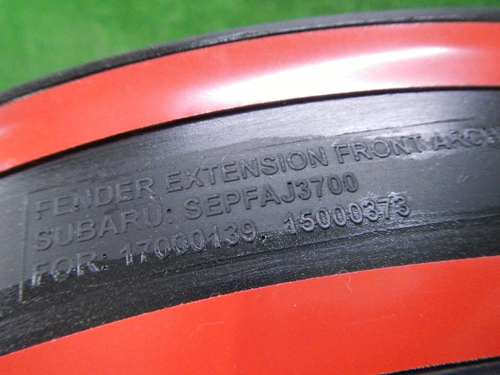 FENDER EXTENSION FRONT ARCH
SUBARU: SEPFAJ3700
FOR: 17000139 15000373